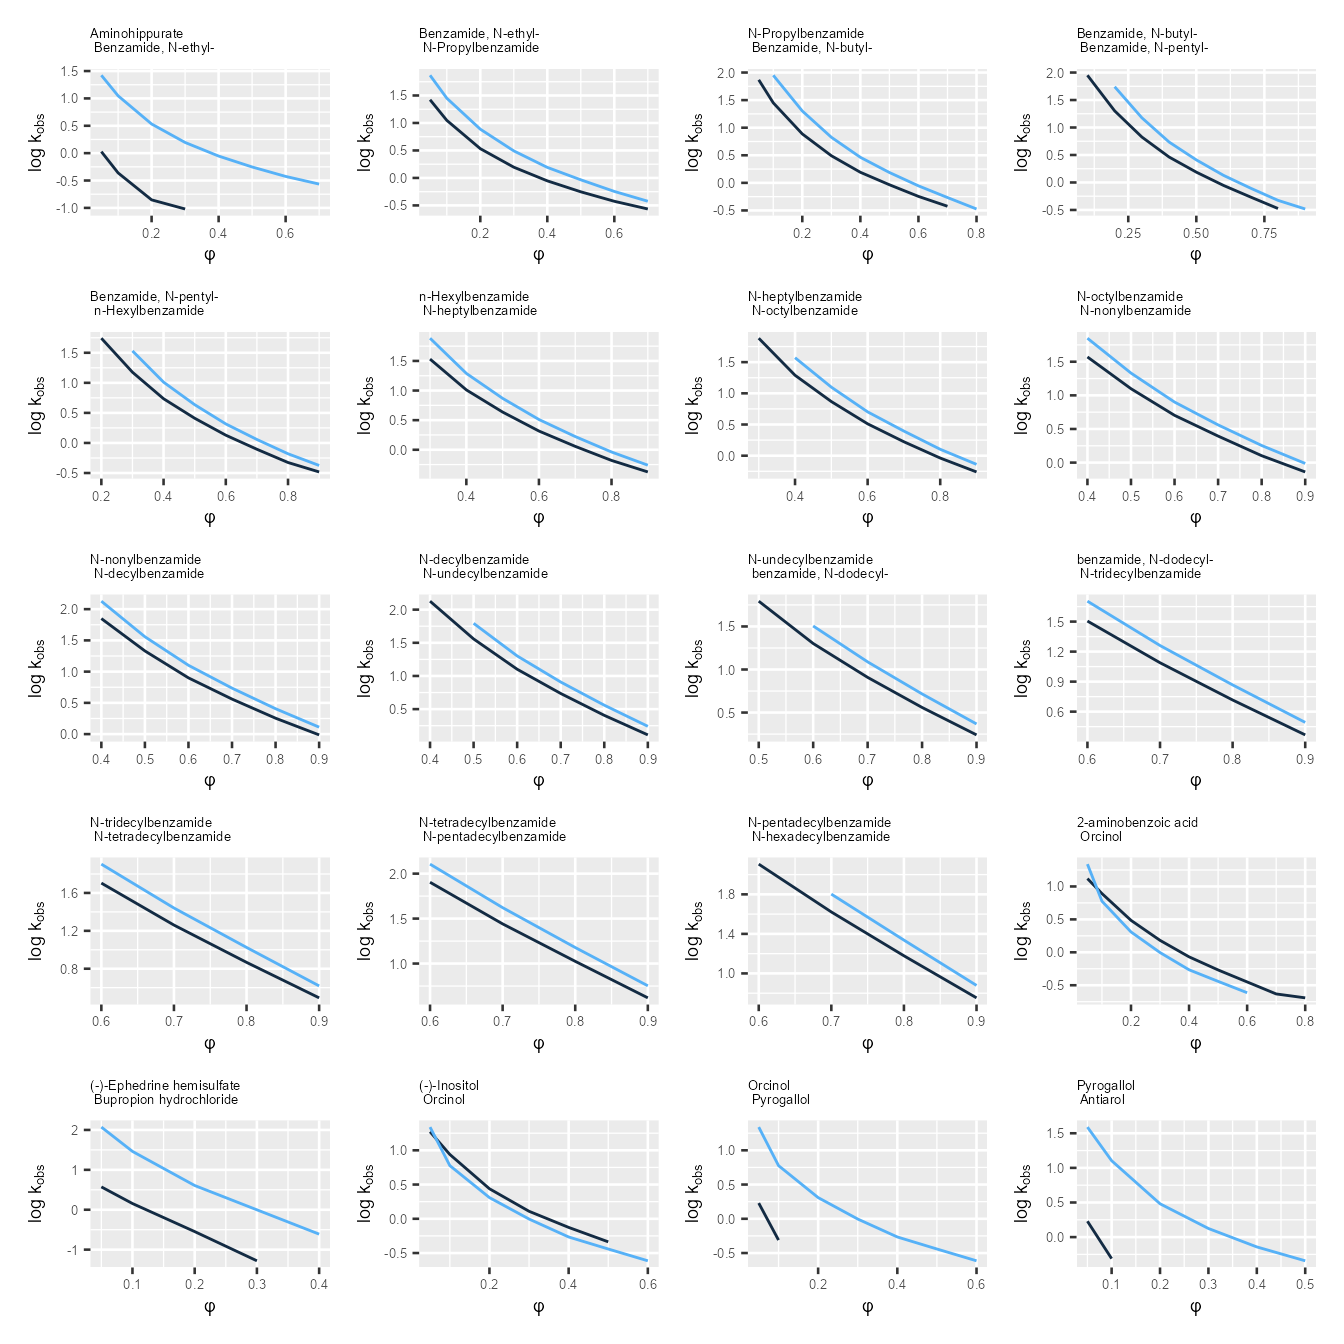 Aminohippurate
Benzamide, N-ethyl-
Benzamide, N-ethyl-
N-Propylbenzamide
N-Propylbenzamide
Benzamide, N-butyl-
Benzamide, N-butyl-
Benzamide, N-pentyl-
log kobs
1.5
1.0
0.5
0.0
-0.5
-1.0
0.2 0.4 0.6
φ
log kobs
1.5
1.0
0.5
0.0
-0.5
0.2 0.4 0.6
φ
log kobs
2.0
1.5
1.0
0.5
0.0
-0.5
0.2 0.4 0.6 0.8
φ
log kobs
2.0
1.5
1.0
0.5
0.0
-0.5
0.25 0.50 0.75
φ
Benzamide, N-pentyl-
n-Hexylbenzamide
n-Hexylbenzamide
N-heptylbenzamide
N-heptylbenzamide
N-octylbenzamide
N-octylbenzamide
N-nonylbenzamide
log kobs
1.5
1.0
0.5
0.0
-0.5
0.2 0.4 0.6 0.8
φ
log kobs
1.5
1.0
0.5
0.0
0.4 0.6 0.8
φ
log kobs
1.5
1.0
0.5
0.0
0.4 0.6 0.8
φ
log kobs
1.5
1.0
0.5
0.0
0.4 0.5 0.6 0.7 0.8 0.9
φ
N-nonylbenzamide
N-decylbenzamide
N-decylbenzamide
N-undecylbenzamide
N-undecylbenzamide
benzamide, N-dodecyl-
benzamide, N-dodecyl-
N-tridecylbenzamide
log kobs
2.0
1.5
1.0
0.5
0.0
0.4 0.5 0.6 0.7 0.8 0.9
φ
log kobs
2.0
1.5
1.0
0.5
0.4 0.5 0.6 0.7 0.8 0.9
φ
log kobs
1.5
1.0
0.5
0.5 0.6 0.7 0.8 0.9
φ
log kobs
1.5
1.2
0.9
0.6
0.6 0.7 0.8 0.9
φ
N-tridecylbenzamide
N-tetradecylbenzamide
N-tetradecylbenzamide
N-pentadecylbenzamide
N-pentadecylbenzamide
N-hexadecylbenzamide
2-aminobenzoic acid
Orcinol
log kobs
1.6
1.2
0.8
0.6 0.7 0.8 0.9
φ
log kobs
2.0
1.5
1.0
0.6 0.7 0.8 0.9
φ
log kobs
1.8
1.4
1.0
0.6 0.7 0.8 0.9
φ
log kobs
1.0
0.5
0.0
-0.5
0.2 0.4 0.6 0.8
φ
(-)-Ephedrine hemisulfate
Bupropion hydrochloride
(-)-Inositol
Orcinol
Orcinol
Pyrogallol
Pyrogallol
Antiarol
log kobs
2
1
0
-1
0.1 0.2 0.3 0.4
φ
log kobs
1.0
0.5
0.0
-0.5
0.2 0.4 0.6
φ
log kobs
1.0
0.5
0.0
-0.5
0.2 0.4 0.6
φ
log kobs
1.5
1.0
0.5
0.0
0.1 0.2 0.3 0.4 0.5
φ